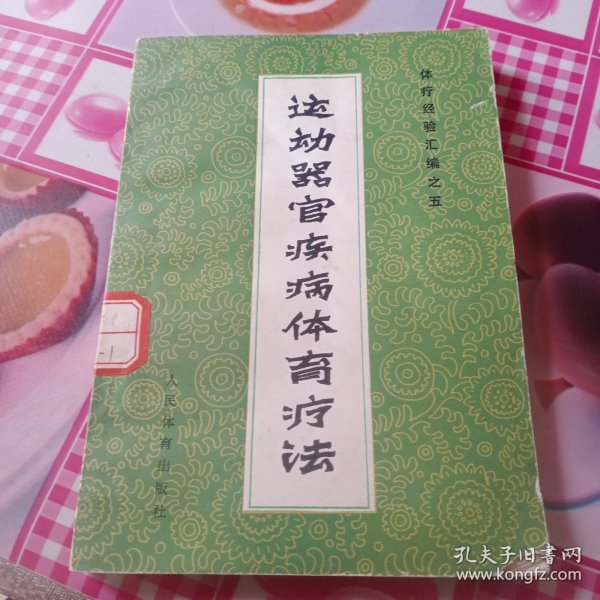 体疗经验汇编之五
运动器官疾病体育疗法
人民体育出版社
-1
孔夫子旧书网
www.kongfz.com